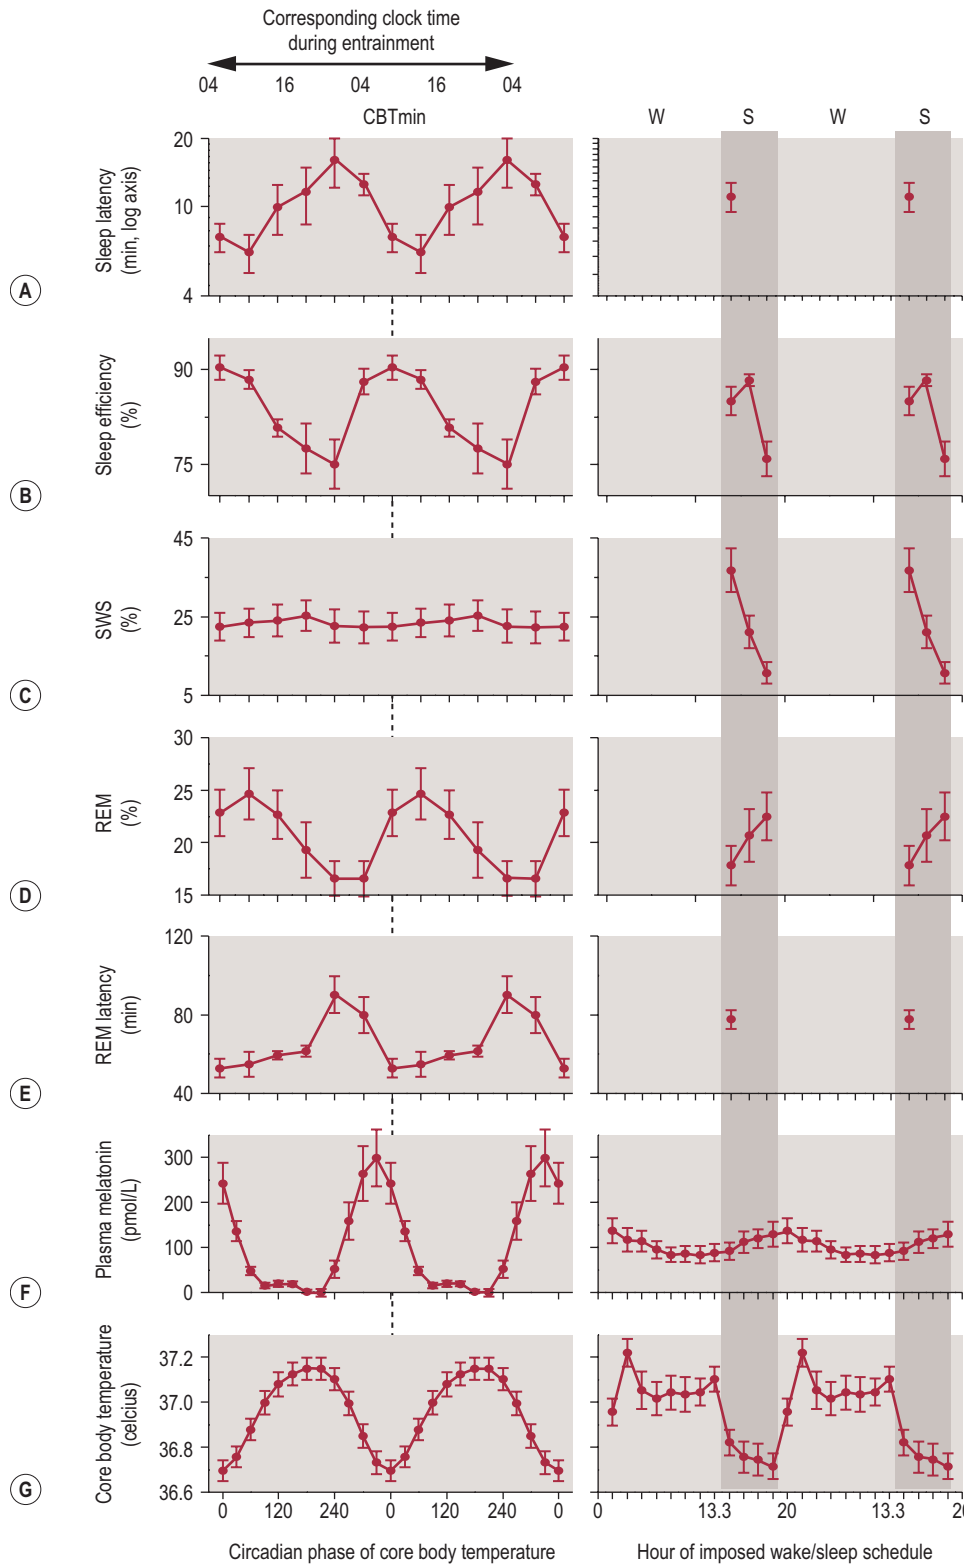 Corresponding clock time
during entrainment
04 16 04 16 04
CBTmin
W S W S
A
Sleep latency
(min, log axis)
20
10
4
B
Sleep efficiency
(%)
90
75
C
SWS
(%)
45
25
5
D
REM
(%)
30
25
20
15
E
REM latency
(min)
120
80
40
F
Plasma melatonin
(pmol/L)
300
200
100
0
G
Core body temperature
(celcius)
37.2
37.0
36.8
36.6
0 120 240 0 120 240 0
0 13.3 20 13.3 20
Circadian phase of core body temperature
Hour of imposed wake/sleep schedule